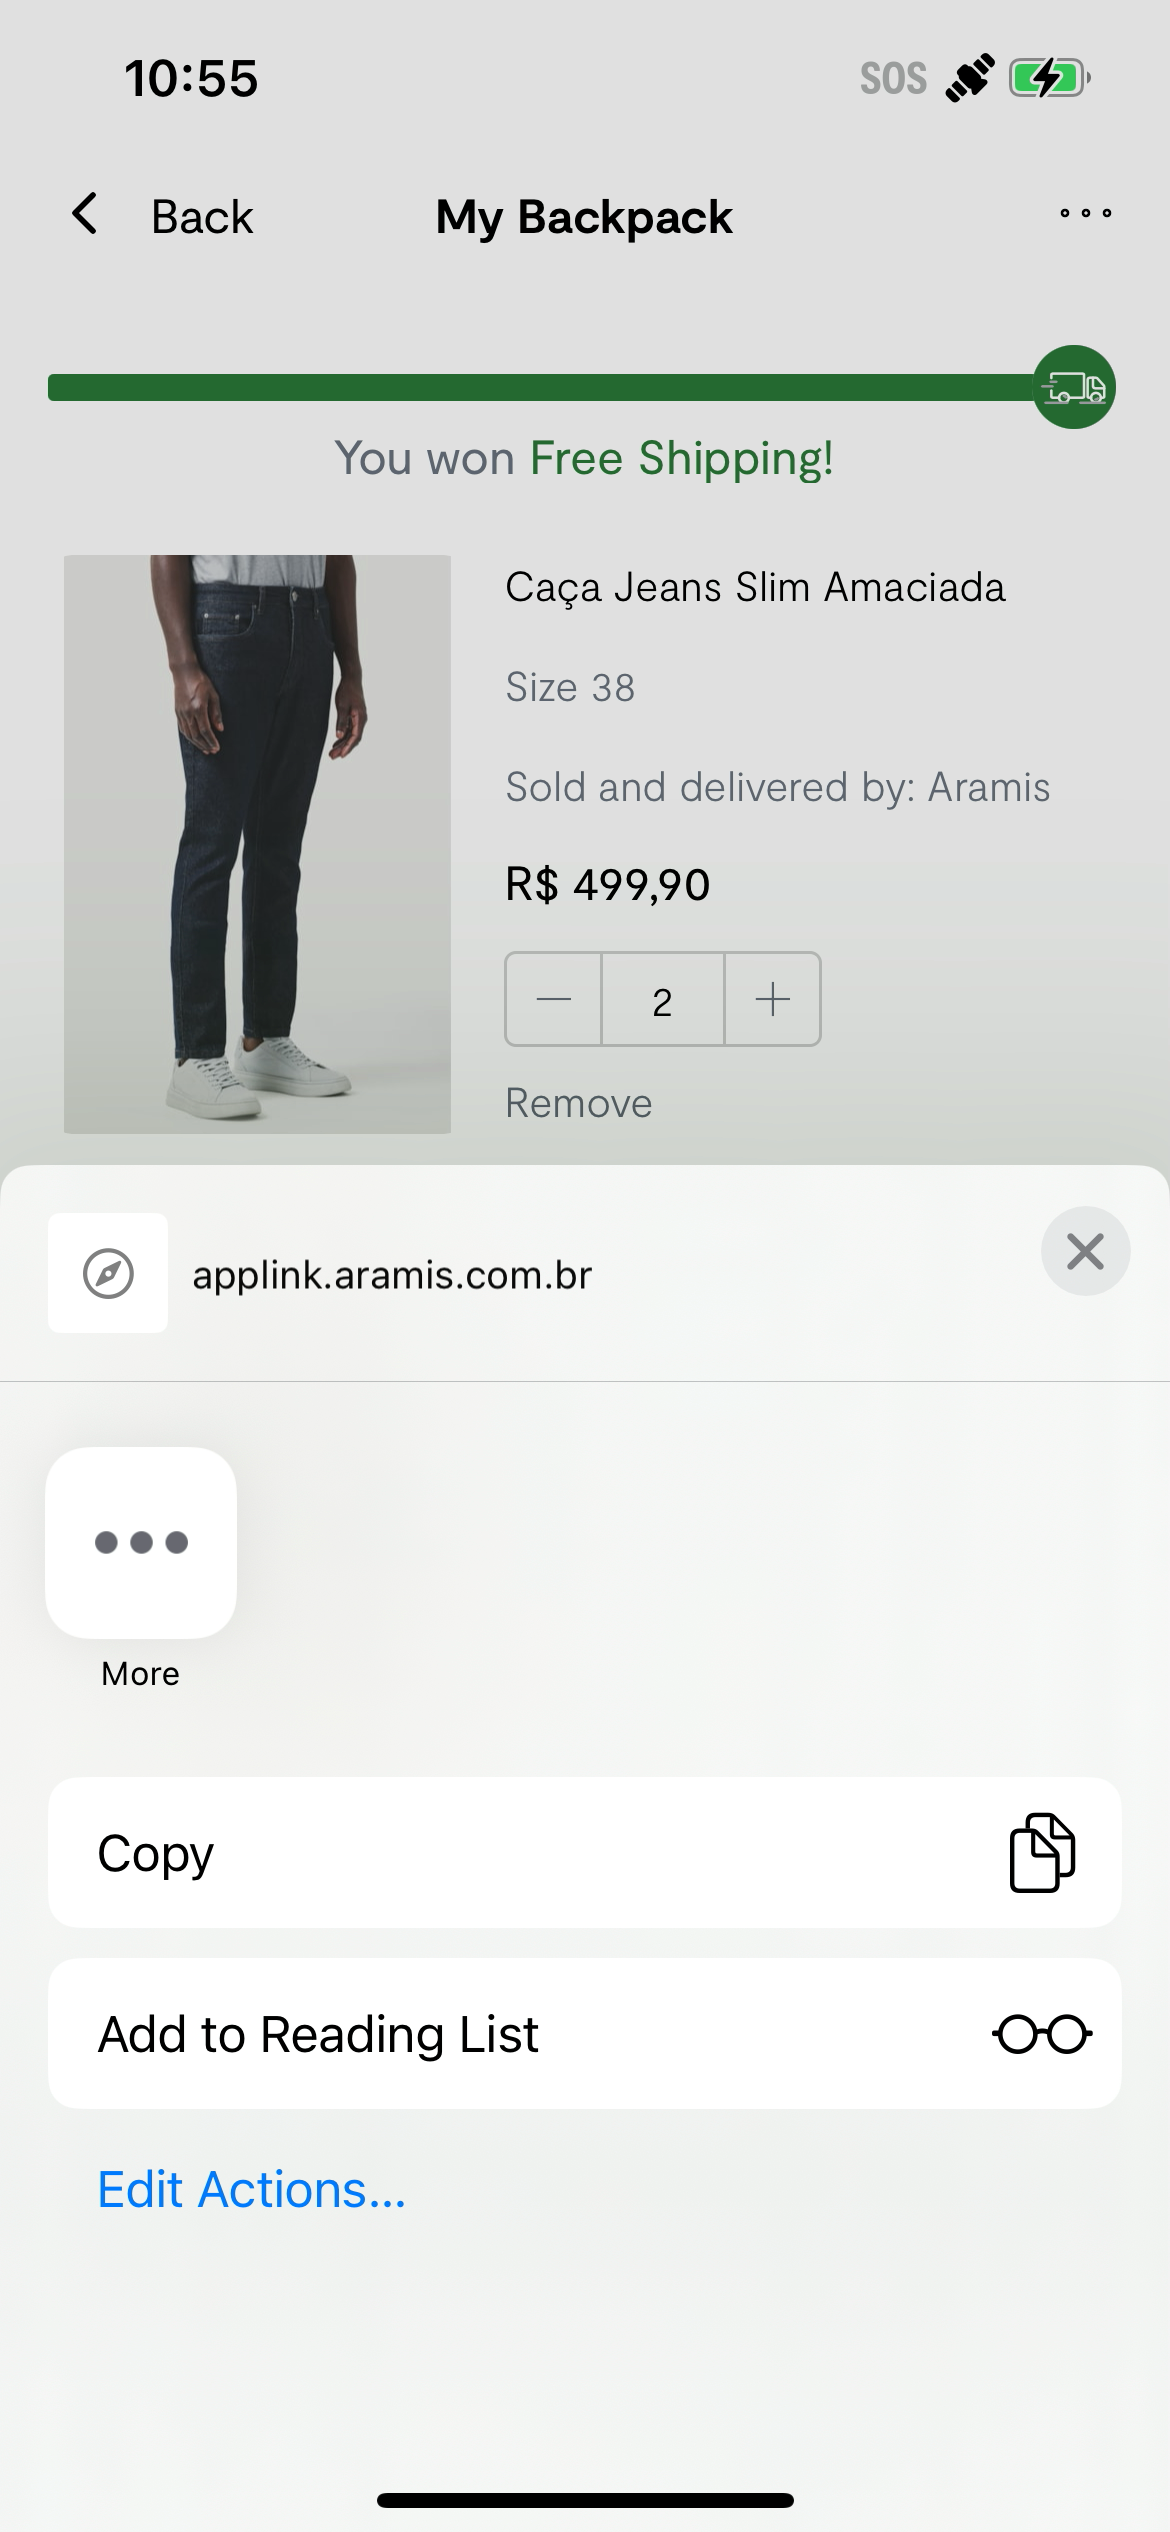 10:55
SOS
Back
My Backpack
You won Free Shipping!
Caça Jeans Slim Amaciada
Size 38
Sold and delivered by: Aramis
R$ 499,90
2
Remove
applink.aramis.com.br
More
Copy
Add to Reading List
Edit Actions...